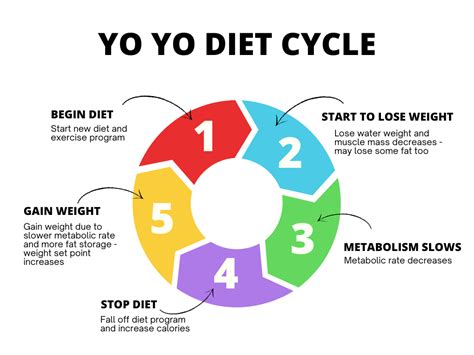 YO YO DIET CYCLE
1
BEGIN DIET
Start new diet and
exercise program
2
START TO LOSE WEIGHT
Lose water weight and
muscle mass decreases -
may lose some fat too
3
METABOLISM SLOWS
Metabolic rate decreases
4
STOP DIET
Fall off diet program
and increase calories
5
GAIN WEIGHT
Gain weight due to
slower metabolic rate
and more fat storage -
weight set point
increases